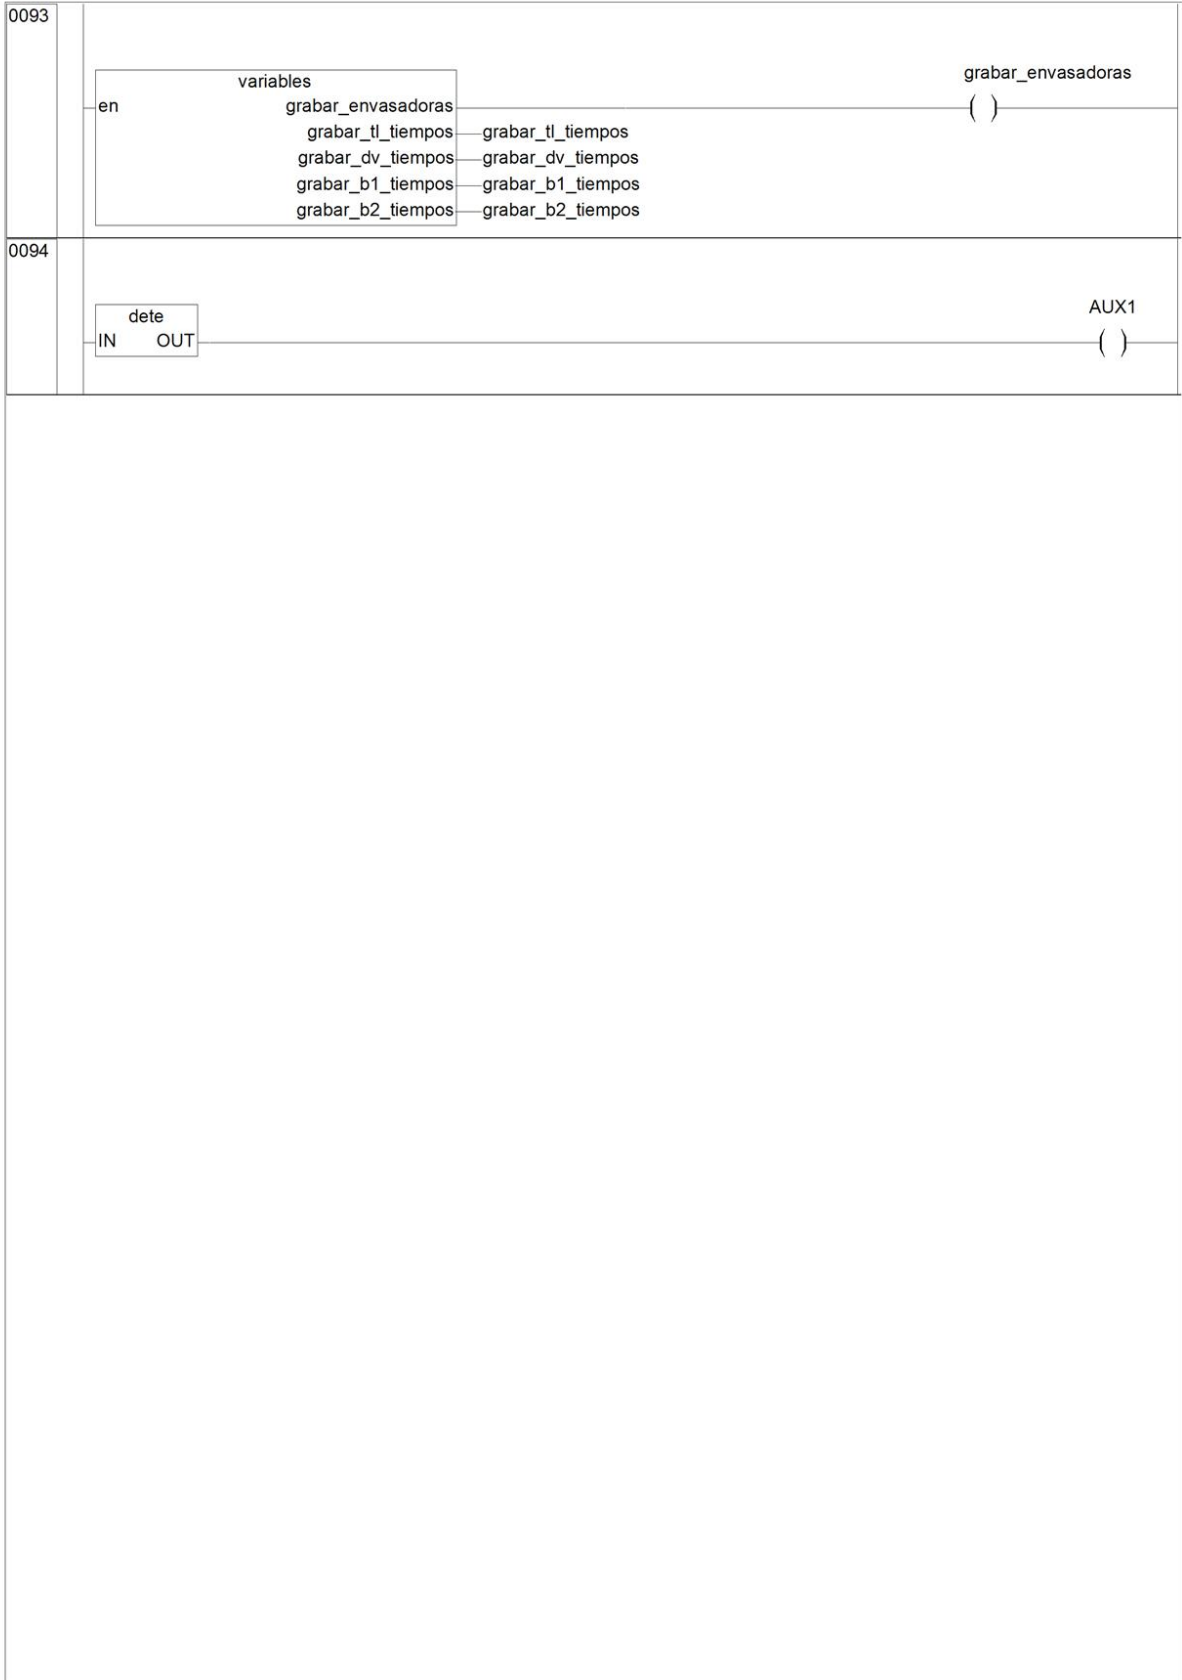 0093
grabar_envasadoras
variables
en grabar_envasadoras
grabar_tl_tiempos grabar_tl_tiempos
grabar_dv_tiempos grabar_dv_tiempos
grabar_b1_tiempos grabar_b1_tiempos
grabar_b2_tiempos grabar_b2_tiempos
0094
AUX1
dete
IN OUT